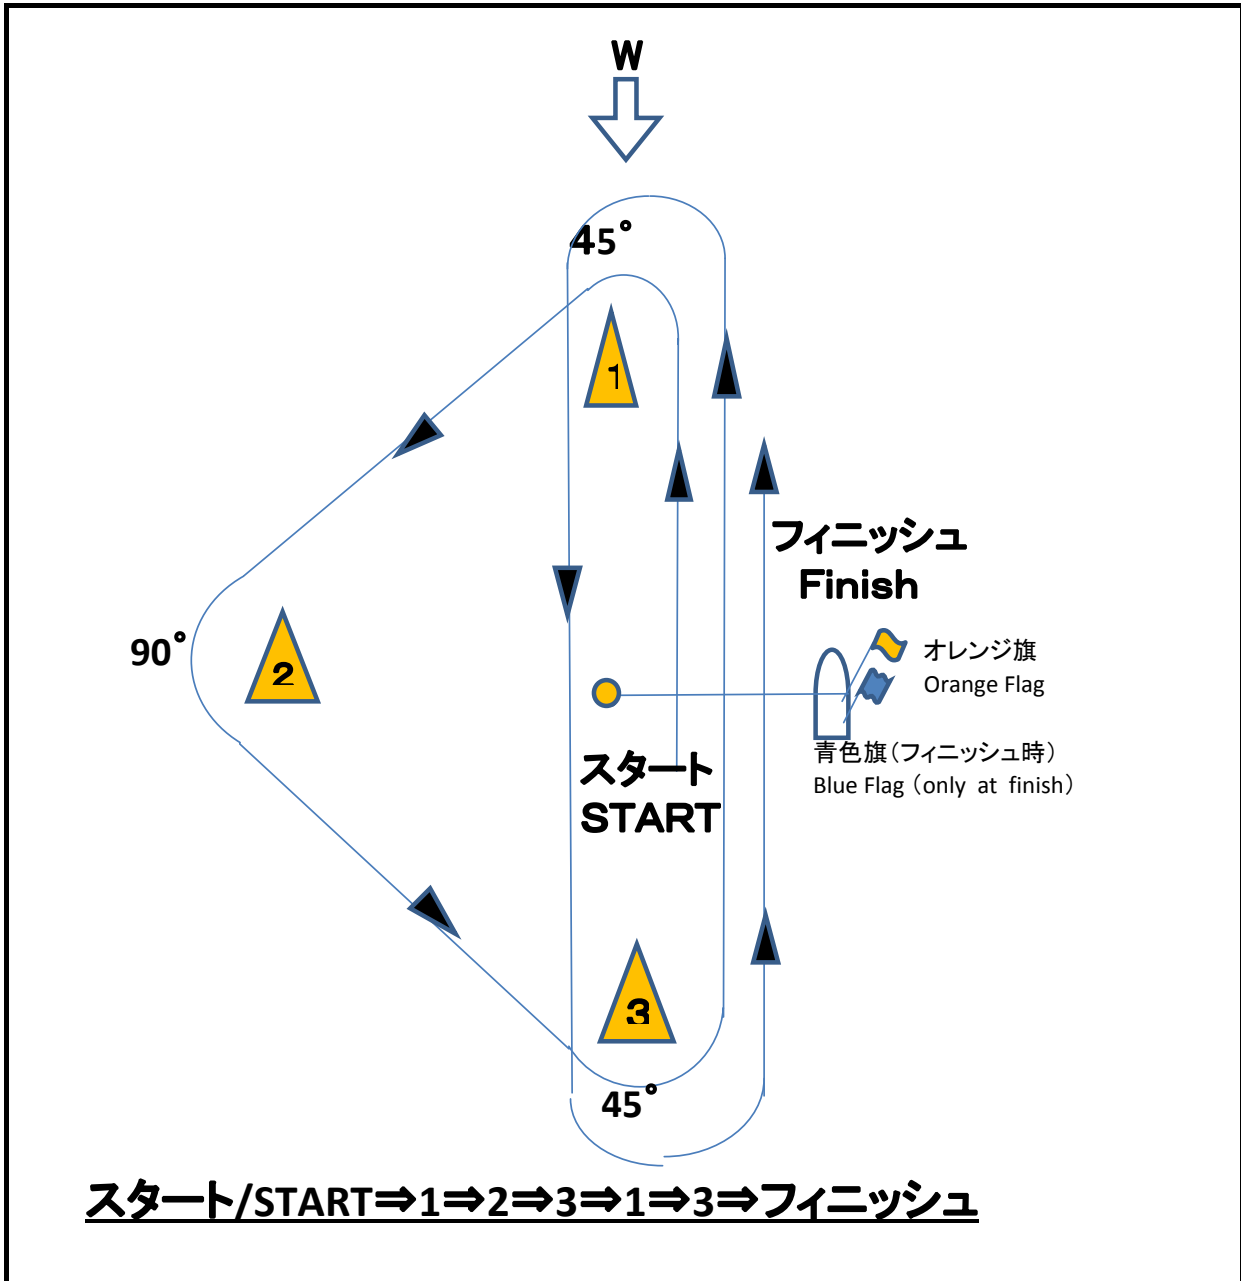 W
45°
1
フィニッシュ
Finish
90°
2
オレンジ旗
Orange Flag
スタート
START
青色旗（フィニッシュ時）
Blue Flag（only at finish）
3
45°
スタート/START⇒1⇒2⇒3⇒1⇒3⇒フィニッシュ